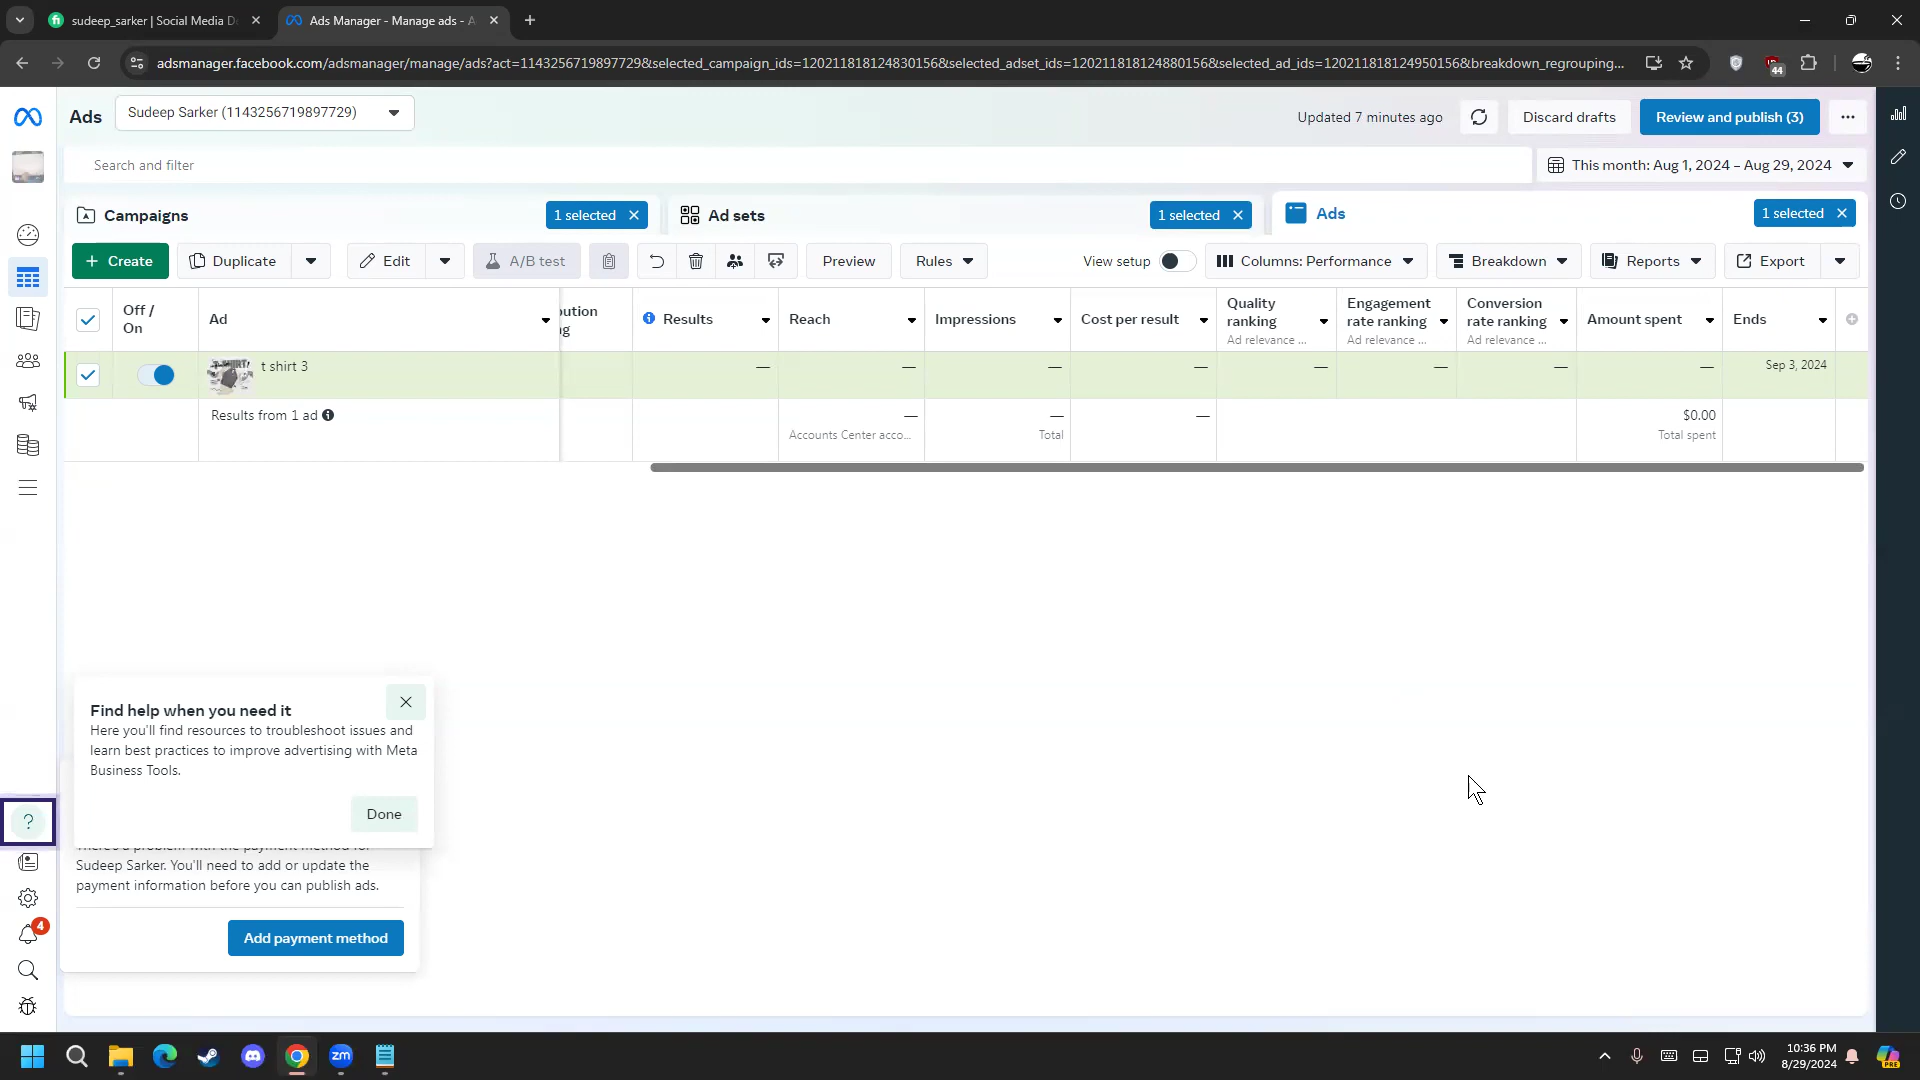 sudeep_sarker | Social Media D
Ads Manager - Manage ads - A
adsmanager.facebook.com/adsmanager/manage/ads?act=1143256719897729&selected_campaign_ids=120211818124830156&selected_adset_ids=120211818124880156&selected_ad_ids=120211818124950156&breakdown_regrouping...
44
Ads
Sudeep Sarker (1143256719897729)
Updated 7 minutes ago
Discard drafts
Review and publish (3)
Search and filter
This month: Aug 1, 2024 – Aug 29, 2024
Campaigns
1 selected
Ad sets
1 selected
Ads
1 selected
+ Create
Duplicate
Edit
A/B test
Preview
Rules
View setup
Columns: Performance
Breakdown
Reports
Export
Off / On
Ad
bution
ng
Results
Reach
Impressions
Cost per result
Quality ranking
Ad relevance ...
Engagement rate ranking
Ad relevance ...
Conversion rate ranking
Ad relevance ...
Amount spent
Ends
t shirt 3
—
—
—
—
—
—
—
—
Sep 3, 2024
Results from 1 ad
—
Accounts Center acco...
—
Total
—
$0.00
Total spent
Find help when you need it
Here you'll find resources to troubleshoot issues and
learn best practices to improve advertising with Meta
Business Tools.
Done
There's a problem with the payment method for
Sudeep Sarker. You'll need to add or update the
payment information before you can publish ads.
Add payment method
?
4
zm
10:36 PM
8/29/2024
PRE